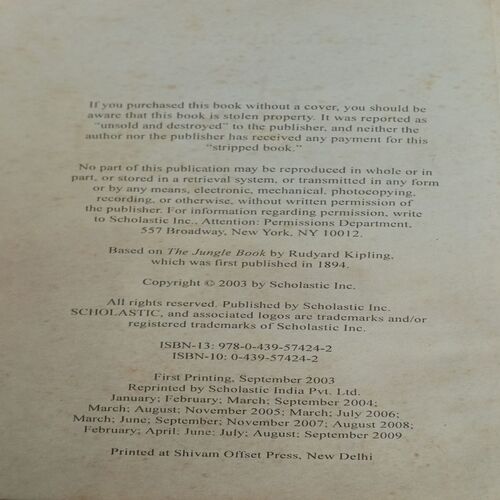 If you purchased this book without a cover, you should be
aware that this book is stolen property. It was reported as
"unsold and destroyed" to the publisher, and neither the
author nor the publisher has received any payment for this
"stripped book."
No part of this publication may be reproduced in whole or in
part, or stored in a retrieval system, or transmitted in any form
or by any means, electronic, mechanical, photocopying,
recording, or otherwise, without written permission of
the publisher. For information regarding permission, write
to Scholastic Inc., Attention: Permissions Department,
557 Broadway, New York, NY 10012.
Based on The Jungle Book by Rudyard Kipling,
which was first published in 1894.
Copyright © 2003 by Scholastic Inc.
All rights reserved. Published by Scholastic Inc.
SCHOLASTIC, and associated logos are trademarks and/or
registered trademarks of Scholastic Inc.
ISBN-13: 978-0-439-57424-2
ISBN-10: 0-439-57424-2
First Printing, September 2003
Reprinted by Scholastic India Pvt. Ltd.
January; February; March; September 2004;
March; August; November 2005; March; July 2006;
March; June; September; November 2007; August 2008;
February; April; June; July; August; September 2009
Printed at Shivam Offset Press, New Delhi